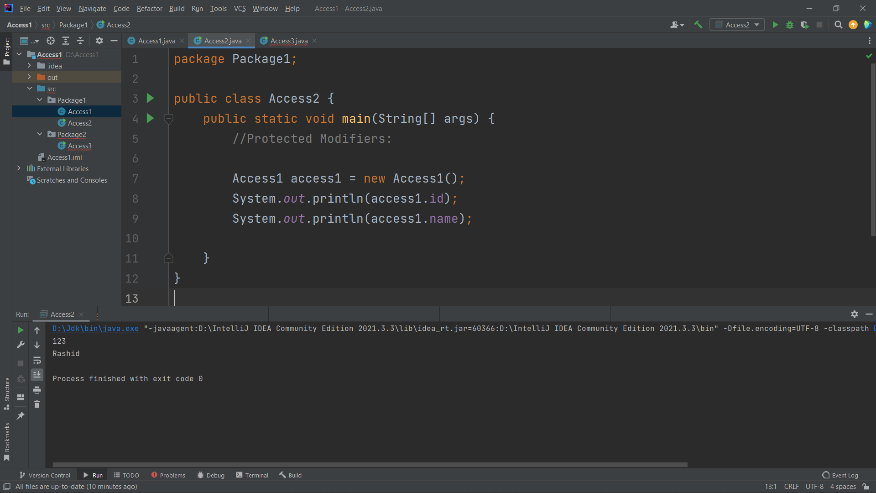 File Edit View Navigate Code Refactor Build Run Tools VCS Window Help Access1 - Access2.java
Access1 src Package1 Access2
Access2
Project
Access1.java Access2.java Access3.java
Access1 D:\Access1
.idea
out
src
Package1
Access1
Access2
Package2
Access3
Access1.iml
External Libraries
Scratches and Consoles
1 package Package1;
2
3 public class Access2 {
4 public static void main(String[] args) {
5 //Protected Modifiers:
6
7 Access1 access1 = new Access1();
8 System.out.println(access1.id);
9 System.out.println(access1.name);
10
11 }
12 }
13
Run: Access2
D:\Jdk\bin\java.exe "-javaagent:D:\IntelliJ IDEA Community Edition 2021.3.3\lib\idea_rt.jar=60366:D:\IntelliJ IDEA Community Edition 2021.3.3\bin" -Dfile.encoding=UTF-8 -classpath
123
Rashid
Process finished with exit code 0
Structure
Bookmarks
Version Control Run TODO Problems Debug Terminal Build Event Log
All files are up-to-date (10 minutes ago) 13:1 CRLF UTF-8 4 spaces